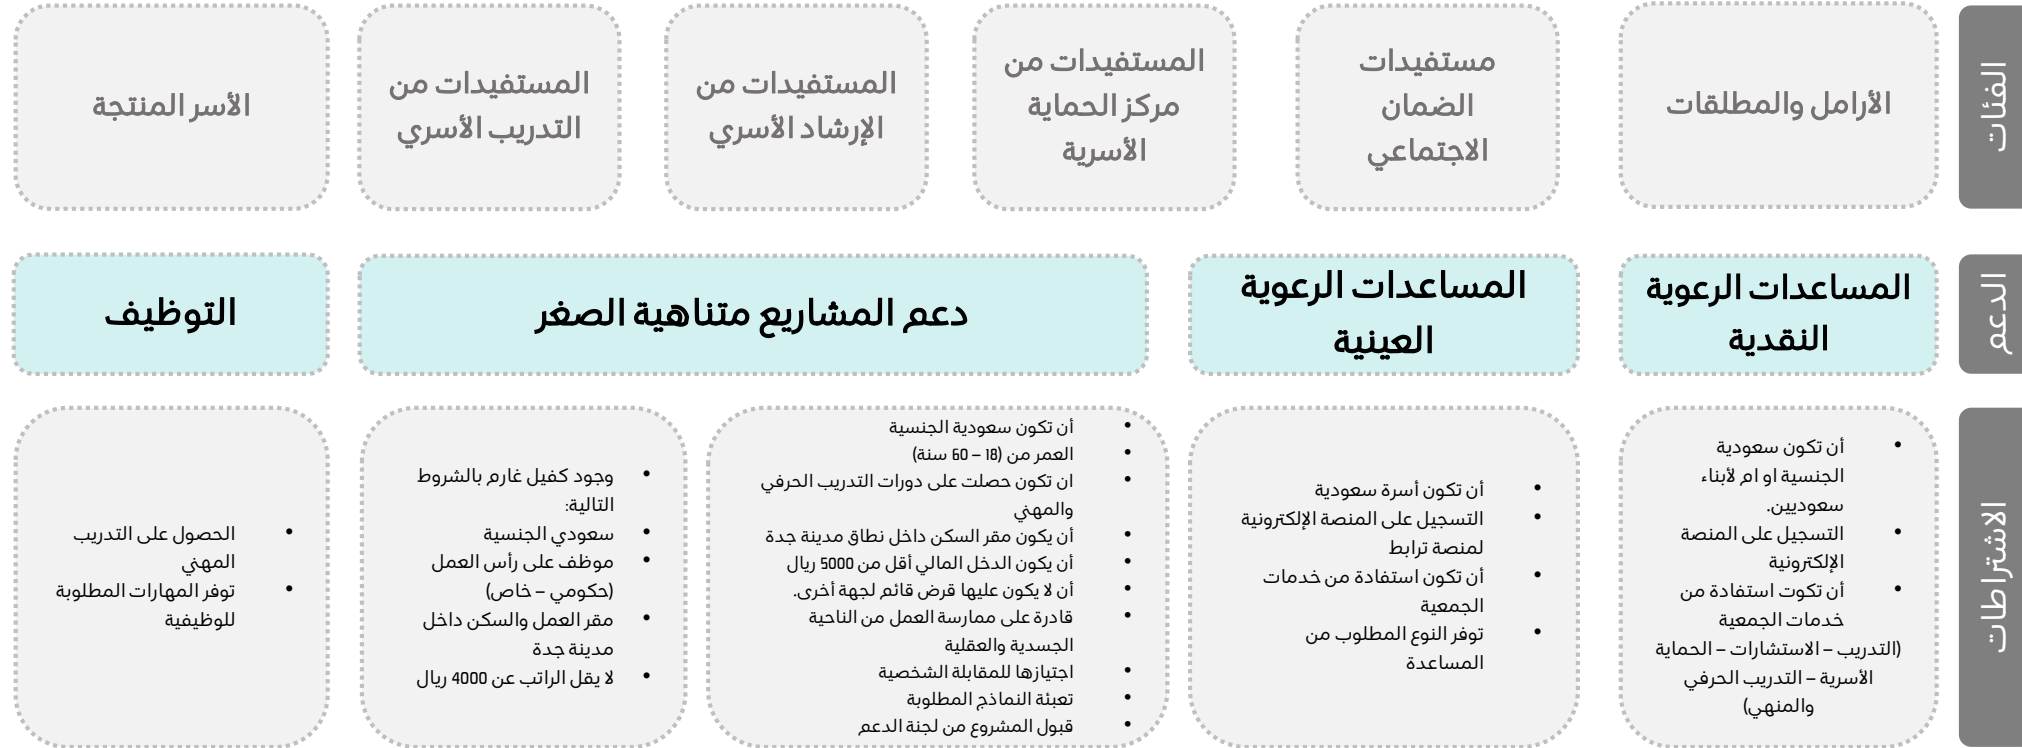 الفئات
الأرامل والمطلقات
مستفيدات
الضمان
الاجتماعي
المستفيدات من
مركز الحماية
الأسرية
المستفيدات من
الإرشاد الأسري
المستفيدات من
التدريب الأسري
الأسر المنتجة
الدعم
المساعدات الرعوية
النقدية
المساعدات الرعوية
العينية
دعم المشاريع متناهية الصغر
التوظيف
الاشتراطات
• أن تكون سعودية
الجنسية او ام لأبناء
سعوديين.
• التسجيل على المنصة
الإلكترونية
• أن تكوت استفادة من
خدمات الجمعية
(التدريب – الاستشارات – الحماية
الأسرية – التدريب الحرفي
والمنهي)
• أن تكون أسرة سعودية
• التسجيل على المنصة الإلكترونية
لمنصة ترابط
• أن تكون استفادة من خدمات
الجمعية
• توفر النوع المطلوب من
المساعدة
• أن تكون سعودية الجنسية
• العمر من (18 – 60 سنة)
• ان تكون حصلت على دورات التدريب الحرفي
والمهني
• أن يكون مقر السكن داخل نطاق مدينة جدة
• أن يكون الدخل المالي أقل من 5000 ريال
• أن لا يكون عليها قرض قائم لجهة أخرى.
• قادرة على ممارسة العمل من الناحية
الجسدية والعقلية
• اجتيازها للمقابلة الشخصية
• تعبئة النماذج المطلوبة
• قبول المشروع من لجنة الدعم
• وجود كفيل غارم بالشروط
التالية:
• سعودي الجنسية
• موظف على رأس العمل
(حكومي – خاص)
• مقر العمل والسكن داخل
مدينة جدة
• لا يقل الراتب عن 4000 ريال
• الحصول على التدريب
المهني
• توفر المهارات المطلوبة
للوظيفية